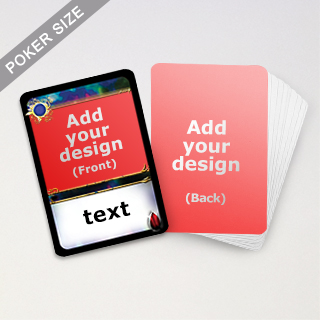 POKER SIZE
Add
your
design
(Front)
text
Add
your
design
(Back)